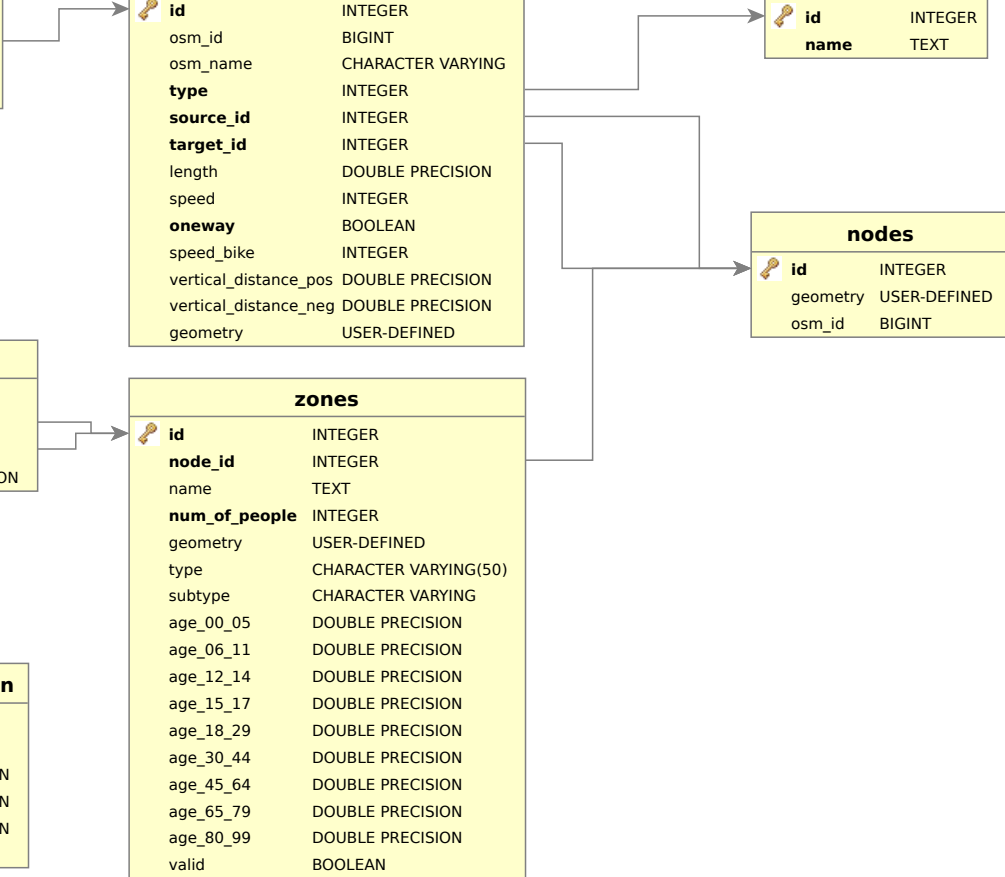 id INTEGER
osm_id BIGINT
osm_name CHARACTER VARYING
type INTEGER
source_id INTEGER
target_id INTEGER
length DOUBLE PRECISION
speed INTEGER
oneway BOOLEAN
speed_bike INTEGER
vertical_distance_pos DOUBLE PRECISION
vertical_distance_neg DOUBLE PRECISION
geometry USER-DEFINED
id INTEGER
name TEXT
nodes
id INTEGER
geometry USER-DEFINED
osm_id BIGINT
ON
zones
id INTEGER
node_id INTEGER
name TEXT
num_of_people INTEGER
geometry USER-DEFINED
type CHARACTER VARYING(50)
subtype CHARACTER VARYING
age_00_05 DOUBLE PRECISION
age_06_11 DOUBLE PRECISION
age_12_14 DOUBLE PRECISION
age_15_17 DOUBLE PRECISION
age_18_29 DOUBLE PRECISION
age_30_44 DOUBLE PRECISION
age_45_64 DOUBLE PRECISION
age_65_79 DOUBLE PRECISION
age_80_99 DOUBLE PRECISION
valid BOOLEAN
n
N
N
N